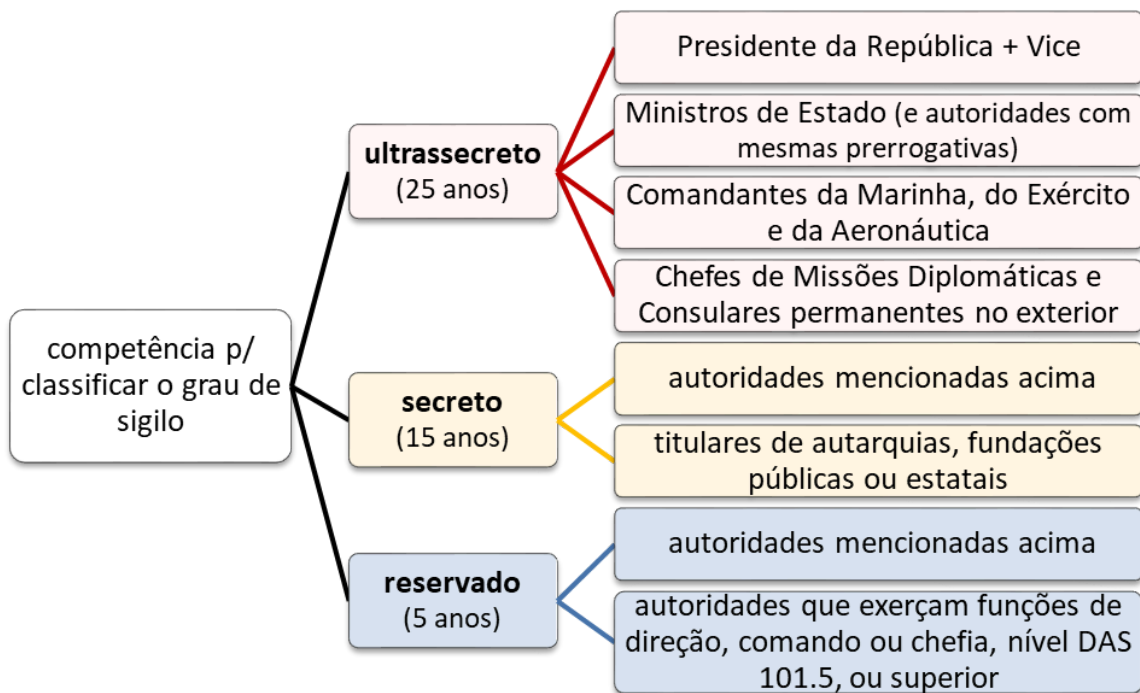 competência p/
classificar o grau de
sigilo
ultrassecreto
(25 anos)
Presidente da República + Vice
Ministros de Estado (e autoridades com
mesmas prerrogativas)
Comandantes da Marinha, do Exército
e da Aeronáutica
Chefes de Missões Diplomáticas e
Consulares permanentes no exterior
secreto
(15 anos)
autoridades mencionadas acima
titulares de autarquias, fundações
públicas ou estatais
reservado
(5 anos)
autoridades mencionadas acima
autoridades que exerçam funções de
direção, comando ou chefia, nível DAS
101.5, ou superior